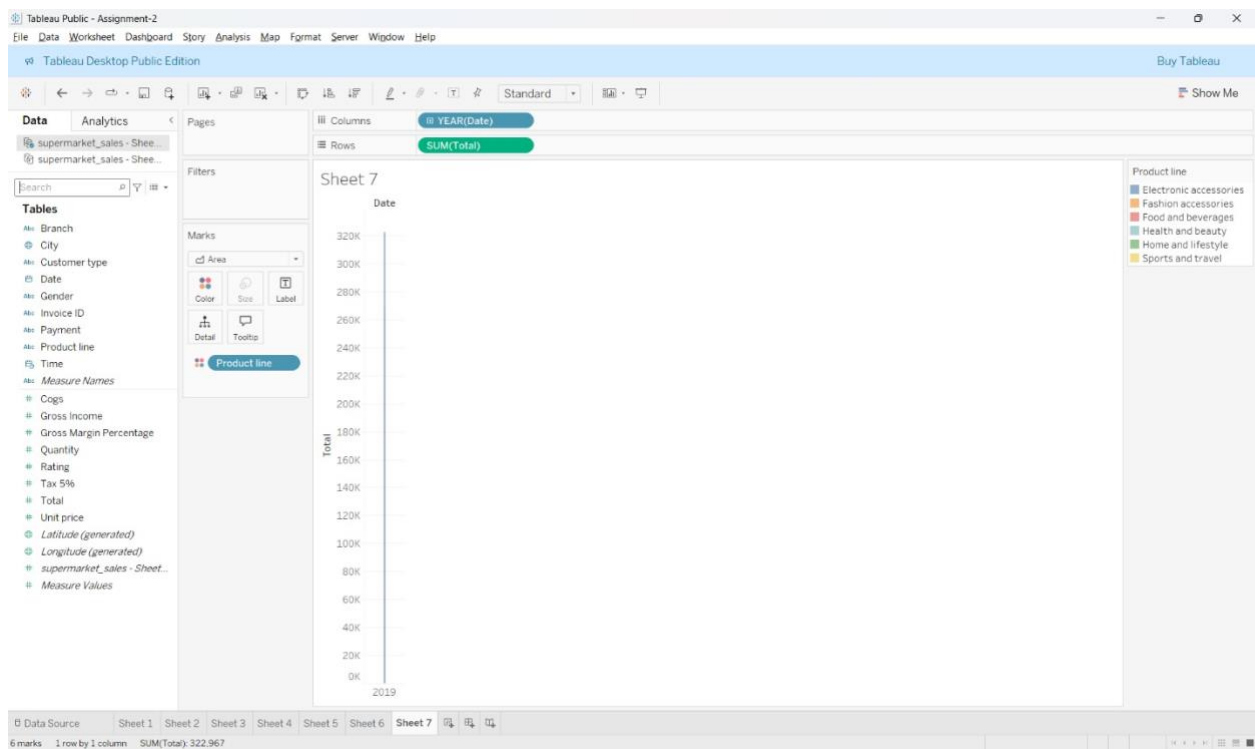 Tableau Public - Assignment-2
File Data Worksheet Dashboard Story Analysis Map Format Server Window Help
Tableau Desktop Public Edition
Buy Tableau
Standard
Show Me
Data Analytics
supermarket_sales - Shee...
supermarket_sales - Shee...
Search
Tables
Abc Branch
City
Abc Customer type
Date
Abc Gender
Abc Invoice ID
Abc Payment
Abc Product line
Time
Abc Measure Names
# Cogs
# Gross Income
# Gross Margin Percentage
# Quantity
# Rating
# Tax 5%
# Total
# Unit price
Latitude (generated)
Longitude (generated)
# supermarket_sales - Sheet...
# Measure Values
Pages
Filters
Marks
Area
Color Size Label
Detail Tooltip
Product line
Columns YEAR(Date)
Rows SUM(Total)
Sheet 7
Date
320K
300K
280K
260K
240K
220K
200K
180K
160K
140K
120K
100K
80K
60K
40K
20K
0K
Total
2019
Product line
Electronic accessories
Fashion accessories
Food and beverages
Health and beauty
Home and lifestyle
Sports and travel
Data Source Sheet 1 Sheet 2 Sheet 3 Sheet 4 Sheet 5 Sheet 6 Sheet 7
6 marks 1 row by 1 column SUM(Total): 322,967